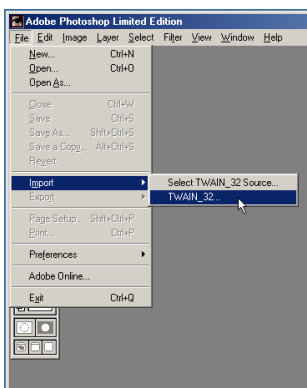 Adobe Photoshop Limited Edition
File Edit Image Layer Select Filter View Window Help
New... Ctrl+N
Open... Ctrl+O
Open As...
Close Ctrl+W
Save Ctrl+S
Save As... Shft+Ctrl+S
Save a Copy... Alt+Ctrl+S
Revert
Import
Select TWAIN_32 Source...
Export
TWAIN_32...
Page Setup... Shft+Ctrl+P
Print... Ctrl+P
Preferences
Adobe Online...
Exit Ctrl+Q